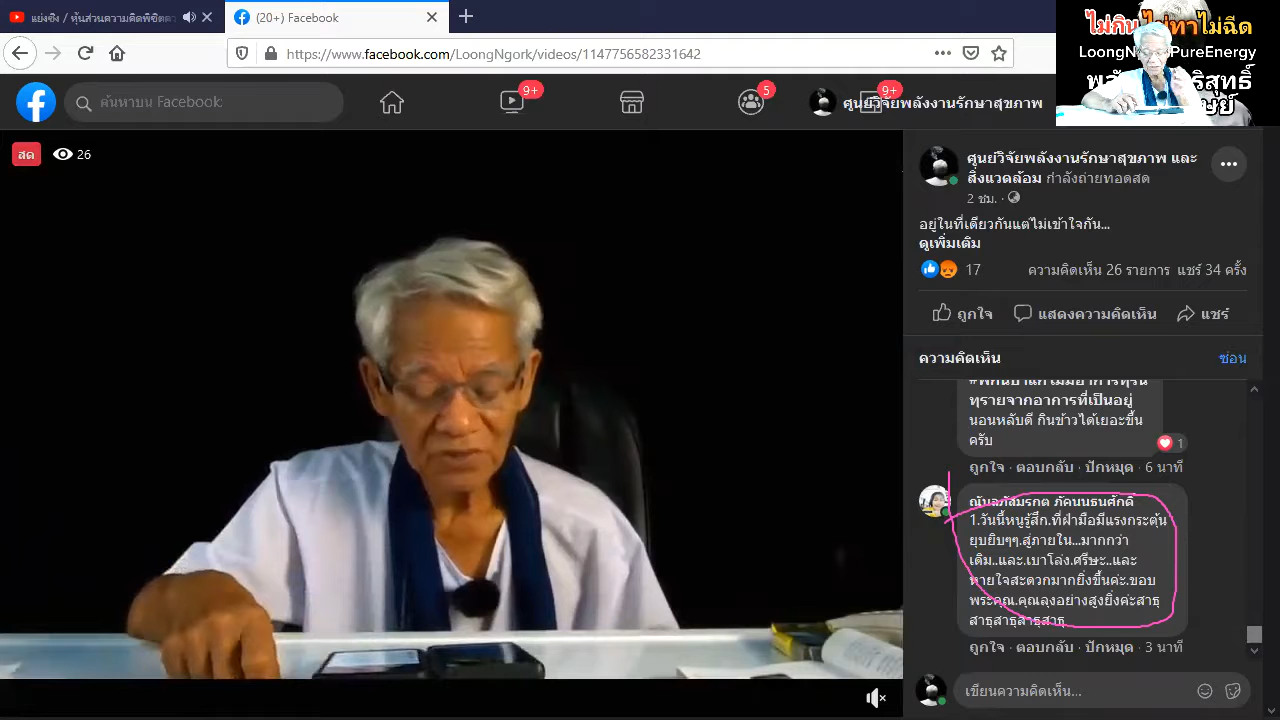 แย่งซีง / หุ้นส่วนความคิดพิชิตคว
(20+) Facebook
https://www.facebook.com/LoongNgork/videos/1147756582331642
ไม่กินไม่ทาไม่ฉีด
PureEnergy
ค้นหาบน Facebook
9+
5
9+
ศูนย์วิจัยพลังงานรักษาสุขภาพ
สด
26
ศูนย์วิจัยพลังงานรักษาสุขภาพ และ
สิ่งแวดล้อม กำลังถ่ายทอดสด
2 ชม.
อยู่ในที่เดียวกันแต่ไม่เข้าใจกัน...
ดูเพิ่มเติม
17
ความคิดเห็น 26 รายการ แชร์ 34 ครั้ง
ถูกใจ
แสดงความคิดเห็น
แชร์
ความคิดเห็น
ซ่อน
ทุรายจากอาการที่เป็นอยู่
นอนหลับดี กินข้าวได้เยอะขึ้น
ครับ
1
ถูกใจ · ตอบกลับ · ปักหมุด · 6 นาที
1.วันนี้หนูรู้สึก.ที่ฝ่ามือมีแรงกระตุ้น
ยุบยิบๆๆ.สู่ภายใน...มากกว่า
เดิม..และ.เบาโล่ง.ศรีษะ..และ
หายใจสะดวกมากยิ่งขึ้นค่ะ.ขอบ
พระคุณ.คุณลุงอย่างสูงยิ่งค่ะสาธุ
สาธุสาธุสาธุสาธุ
ถูกใจ · ตอบกลับ · ปักหมุด · 3 นาที
เขียนความคิดเห็น...